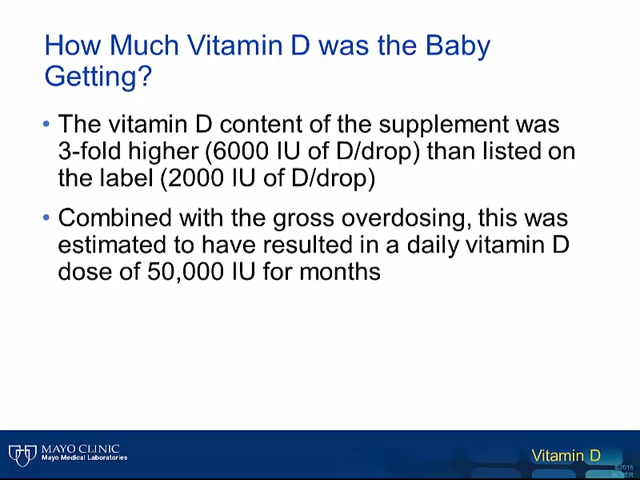 How Much Vitamin D was the Baby
Getting?
• The vitamin D content of the supplement was
3-fold higher (6000 IU of D/drop) than listed on
the label (2000 IU of D/drop)
• Combined with the gross overdosing, this was
estimated to have resulted in a daily vitamin D
dose of 50,000 IU for months
MAYO CLINIC
Mayo Medical Laboratories
Vitamin D
©2015